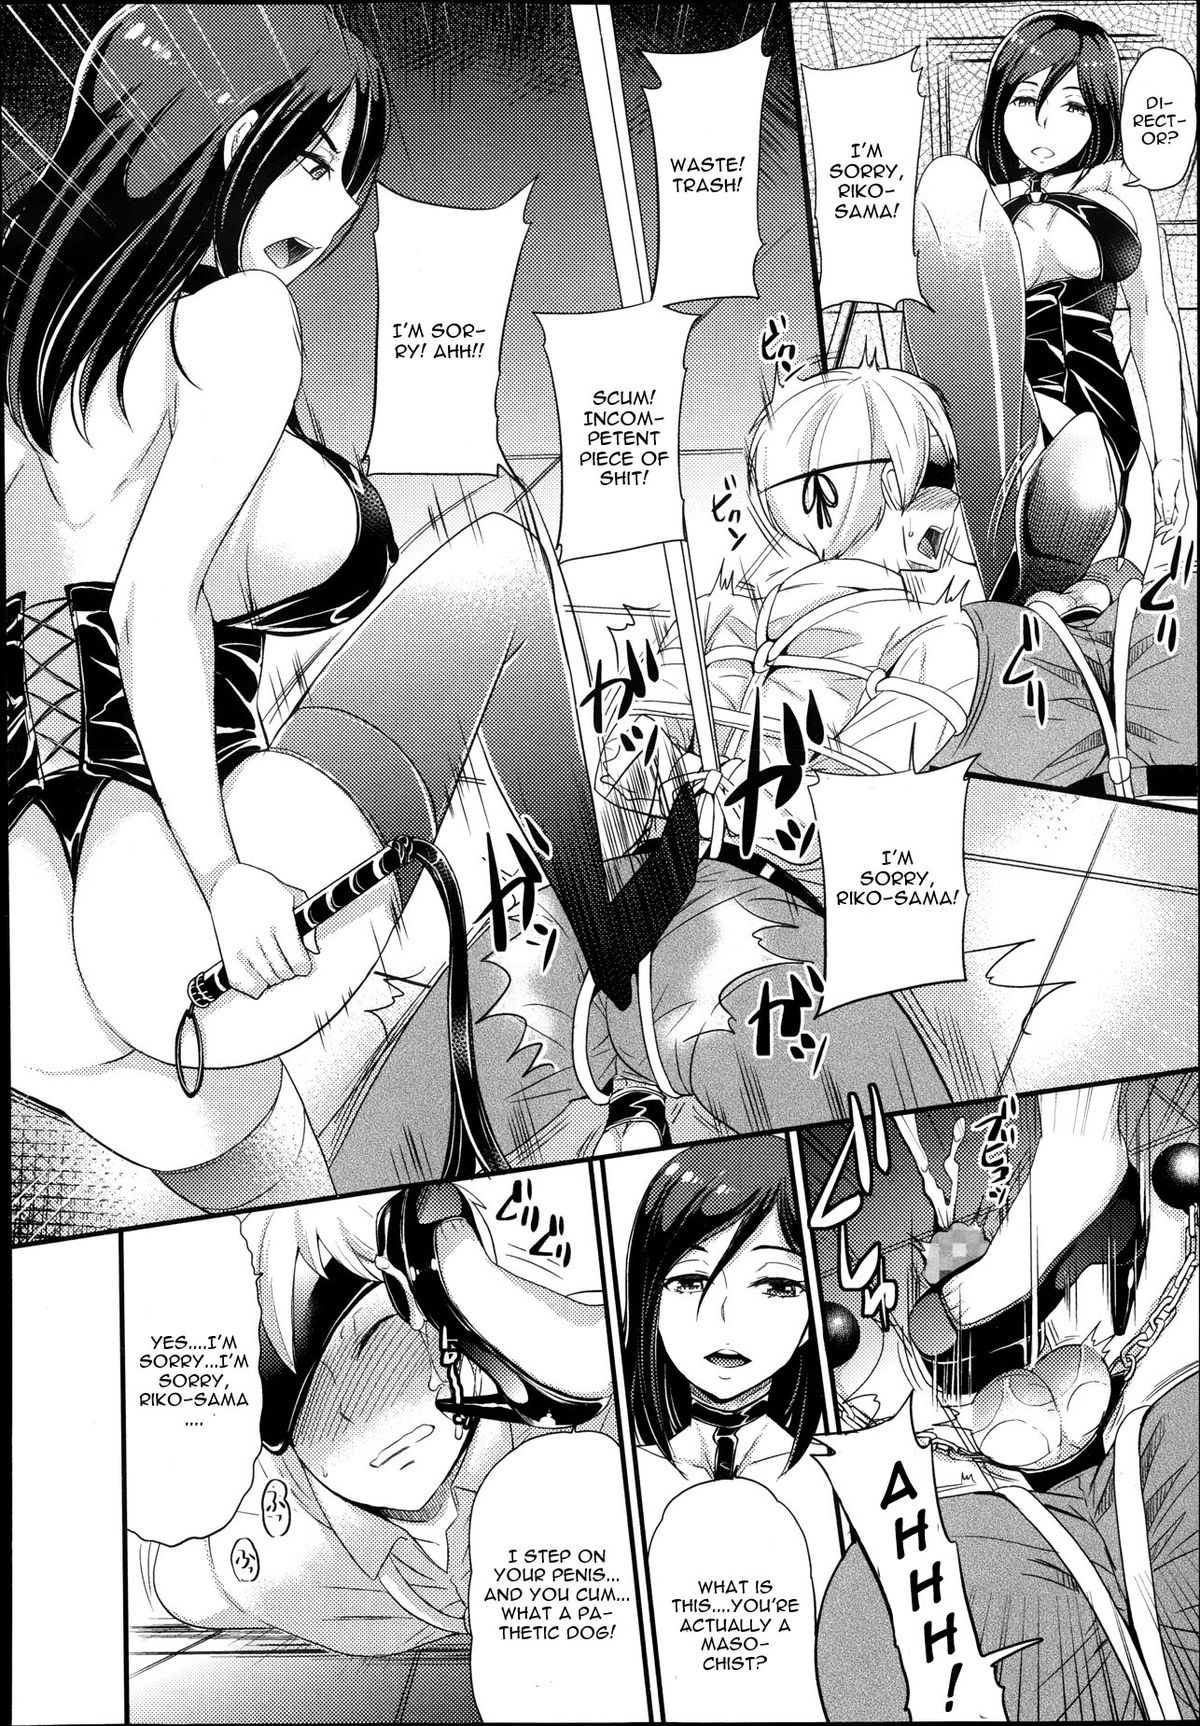 DI-
RECT-
OR?
I'M
SORRY,
RIKO-
SAMA!
WASTE!
TRASH!
SCUM!
INCOM-
PETENT
PIECE OF
SHIT!
I'M SOR-
RY! AHH!!
I'M
SORRY,
RIKO-SAMA!
AHHH!
WHAT IS
THIS....YOU'RE
ACTUALLY A
MASO-
CHIST?
I STEP ON
YOUR PENIS...
AND YOU CUM...
WHAT A PA-
THETIC DOG!
YES....I'M
SORRY...I'M
SORRY,
RIKO-SAMA
....